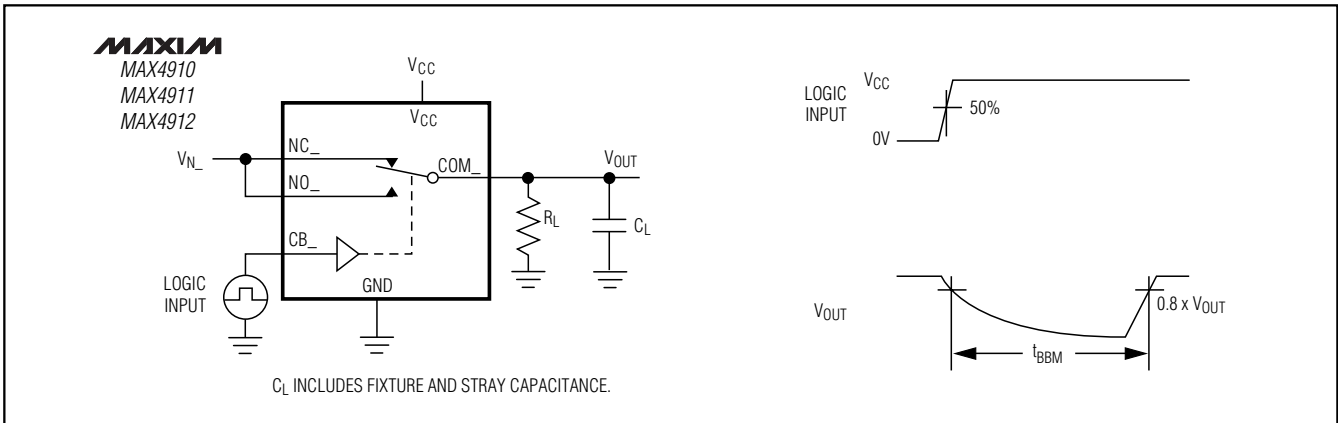 MAXIM
MAX4910
MAX4911
MAX4912
VCC
VCC
VN_
NC_
NO_
COM_
VOUT
RL
CL
CB_
LOGIC
INPUT
GND
CL INCLUDES FIXTURE AND STRAY CAPACITANCE.
LOGIC
INPUT
VCC
50%
0V
VOUT
0.8 x VOUT
tBBM